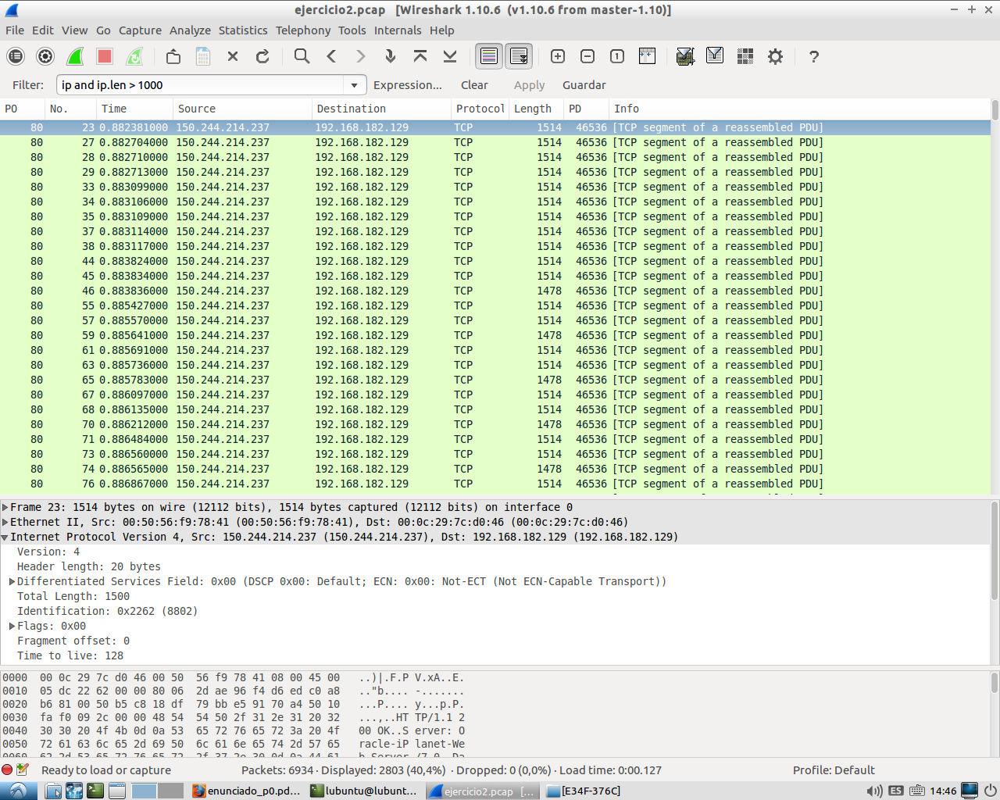 ejercicio2.pcap [Wireshark 1.10.6 (v1.10.6 from master-1.10)]
File Edit View Go Capture Analyze Statistics Telephony Tools Internals Help
Filter: ip and ip.len > 1000 Expression... Clear Apply Guardar
PO No. Time Source Destination Protocol Length PD Info
80 23 0.882381000 150.244.214.237 192.168.182.129 TCP 1514 46536 [TCP segment of a reassembled PDU]
80 27 0.882704000 150.244.214.237 192.168.182.129 TCP 1514 46536 [TCP segment of a reassembled PDU]
80 28 0.882710000 150.244.214.237 192.168.182.129 TCP 1514 46536 [TCP segment of a reassembled PDU]
80 29 0.882713000 150.244.214.237 192.168.182.129 TCP 1514 46536 [TCP segment of a reassembled PDU]
80 33 0.883099000 150.244.214.237 192.168.182.129 TCP 1514 46536 [TCP segment of a reassembled PDU]
80 34 0.883106000 150.244.214.237 192.168.182.129 TCP 1514 46536 [TCP segment of a reassembled PDU]
80 35 0.883109000 150.244.214.237 192.168.182.129 TCP 1514 46536 [TCP segment of a reassembled PDU]
80 37 0.883114000 150.244.214.237 192.168.182.129 TCP 1514 46536 [TCP segment of a reassembled PDU]
80 38 0.883117000 150.244.214.237 192.168.182.129 TCP 1514 46536 [TCP segment of a reassembled PDU]
80 44 0.883824000 150.244.214.237 192.168.182.129 TCP 1514 46536 [TCP segment of a reassembled PDU]
80 45 0.883834000 150.244.214.237 192.168.182.129 TCP 1514 46536 [TCP segment of a reassembled PDU]
80 46 0.883836000 150.244.214.237 192.168.182.129 TCP 1478 46536 [TCP segment of a reassembled PDU]
80 55 0.885427000 150.244.214.237 192.168.182.129 TCP 1514 46536 [TCP segment of a reassembled PDU]
80 57 0.885570000 150.244.214.237 192.168.182.129 TCP 1514 46536 [TCP segment of a reassembled PDU]
80 59 0.885641000 150.244.214.237 192.168.182.129 TCP 1478 46536 [TCP segment of a reassembled PDU]
80 61 0.885691000 150.244.214.237 192.168.182.129 TCP 1514 46536 [TCP segment of a reassembled PDU]
80 63 0.885736000 150.244.214.237 192.168.182.129 TCP 1514 46536 [TCP segment of a reassembled PDU]
80 65 0.885783000 150.244.214.237 192.168.182.129 TCP 1478 46536 [TCP segment of a reassembled PDU]
80 67 0.886097000 150.244.214.237 192.168.182.129 TCP 1514 46536 [TCP segment of a reassembled PDU]
80 68 0.886135000 150.244.214.237 192.168.182.129 TCP 1514 46536 [TCP segment of a reassembled PDU]
80 70 0.886212000 150.244.214.237 192.168.182.129 TCP 1478 46536 [TCP segment of a reassembled PDU]
80 71 0.886484000 150.244.214.237 192.168.182.129 TCP 1514 46536 [TCP segment of a reassembled PDU]
80 73 0.886560000 150.244.214.237 192.168.182.129 TCP 1514 46536 [TCP segment of a reassembled PDU]
80 74 0.886565000 150.244.214.237 192.168.182.129 TCP 1478 46536 [TCP segment of a reassembled PDU]
80 76 0.886867000 150.244.214.237 192.168.182.129 TCP 1514 46536 [TCP segment of a reassembled PDU]
Frame 23: 1514 bytes on wire (12112 bits), 1514 bytes captured (12112 bits) on interface 0
Ethernet II, Src: 00:50:56:f9:78:41 (00:50:56:f9:78:41), Dst: 00:0c:29:7c:d0:46 (00:0c:29:7c:d0:46)
Internet Protocol Version 4, Src: 150.244.214.237 (150.244.214.237), Dst: 192.168.182.129 (192.168.182.129)
Version: 4
Header length: 20 bytes
Differentiated Services Field: 0x00 (DSCP 0x00: Default; ECN: 0x00: Not-ECT (Not ECN-Capable Transport))
Total Length: 1500
Identification: 0x2262 (8802)
Flags: 0x00
Fragment offset: 0
Time to live: 128
0000 00 0c 29 7c d0 46 00 50 56 f9 78 41 08 00 45 00 ..)|.F.P V.xA..E.
0010 05 dc 22 62 00 00 80 06 2d ae 96 f4 d6 ed c0 a8 .."b.... -.......
0020 b6 81 00 50 b5 c8 18 df 79 bb e5 91 70 a4 50 10 ...P.... y...p.P.
0030 fa f0 09 2c 00 00 48 54 54 50 2f 31 2e 31 20 32 ...,..HT TP/1.1 2
0040 30 30 20 4f 4b 0d 0a 53 65 72 76 65 72 3a 20 4f 00 OK..S erver: O
0050 72 61 63 6c 65 2d 69 50 6c 61 6e 65 74 2d 57 65 racle-iP lanet-We
0060 62 2d 53 65 72 76 65 72 2f 37 2e 30 0d 0a 44 61 b-Server /7.0..Da
Ready to load or capture Packets: 6934 · Displayed: 2803 (40,4%) · Dropped: 0 (0,0%) · Load time: 0:00.127 Profile: Default
enunciado_p0.pd... lubuntu@lubunt... ejercicio2.pcap [... [E34F-376C] ES 14:46